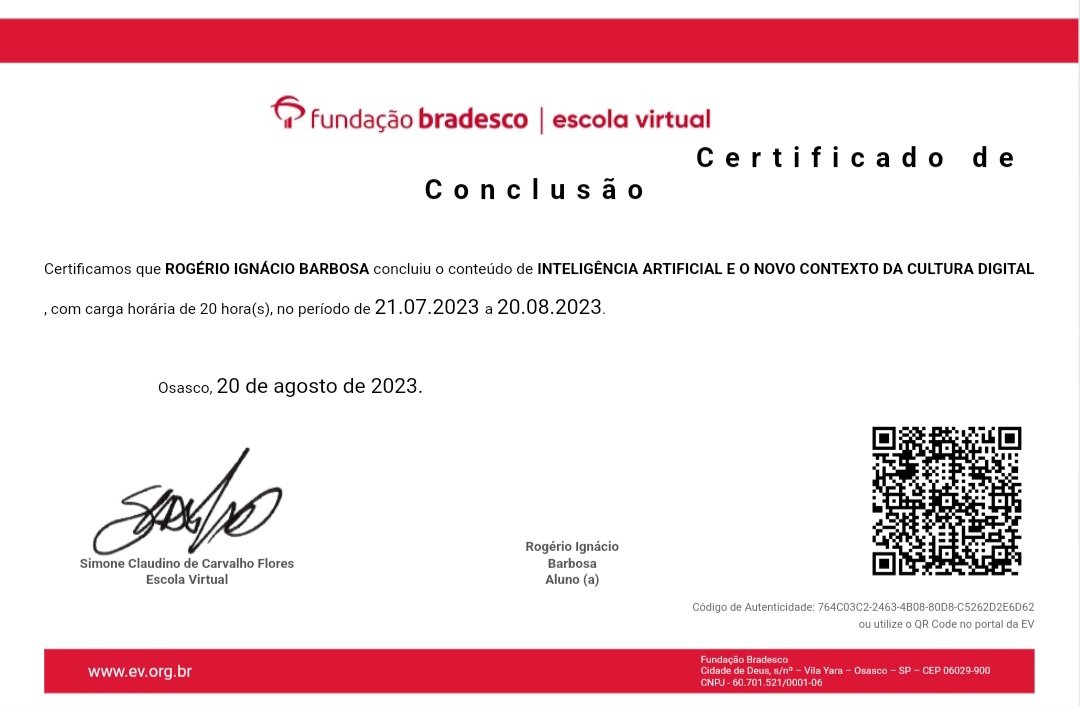 fundação bradesco | escola virtual
Certificado de
Conclusão
Certificamos que ROGÉRIO IGNÁCIO BARBOSA concluiu o conteúdo de INTELIGÊNCIA ARTIFICIAL E O NOVO CONTEXTO DA CULTURA DIGITAL
, com carga horária de 20 hora(s), no período de 21.07.2023 a 20.08.2023.
Osasco, 20 de agosto de 2023.
Simone Claudino de Carvalho Flores
Escola Virtual
Rogério Ignácio
Barbosa
Aluno (a)
Código de Autenticidade: 764C03C2-2463-4B08-80D8-C5262D2E6D62
ou utilize o QR Code no portal da EV
www.ev.org.br
Fundação Bradesco
Cidade de Deus, s/nº – Vila Yara – Osasco – SP – CEP 06029-900
CNPJ - 60.701.521/0001-06